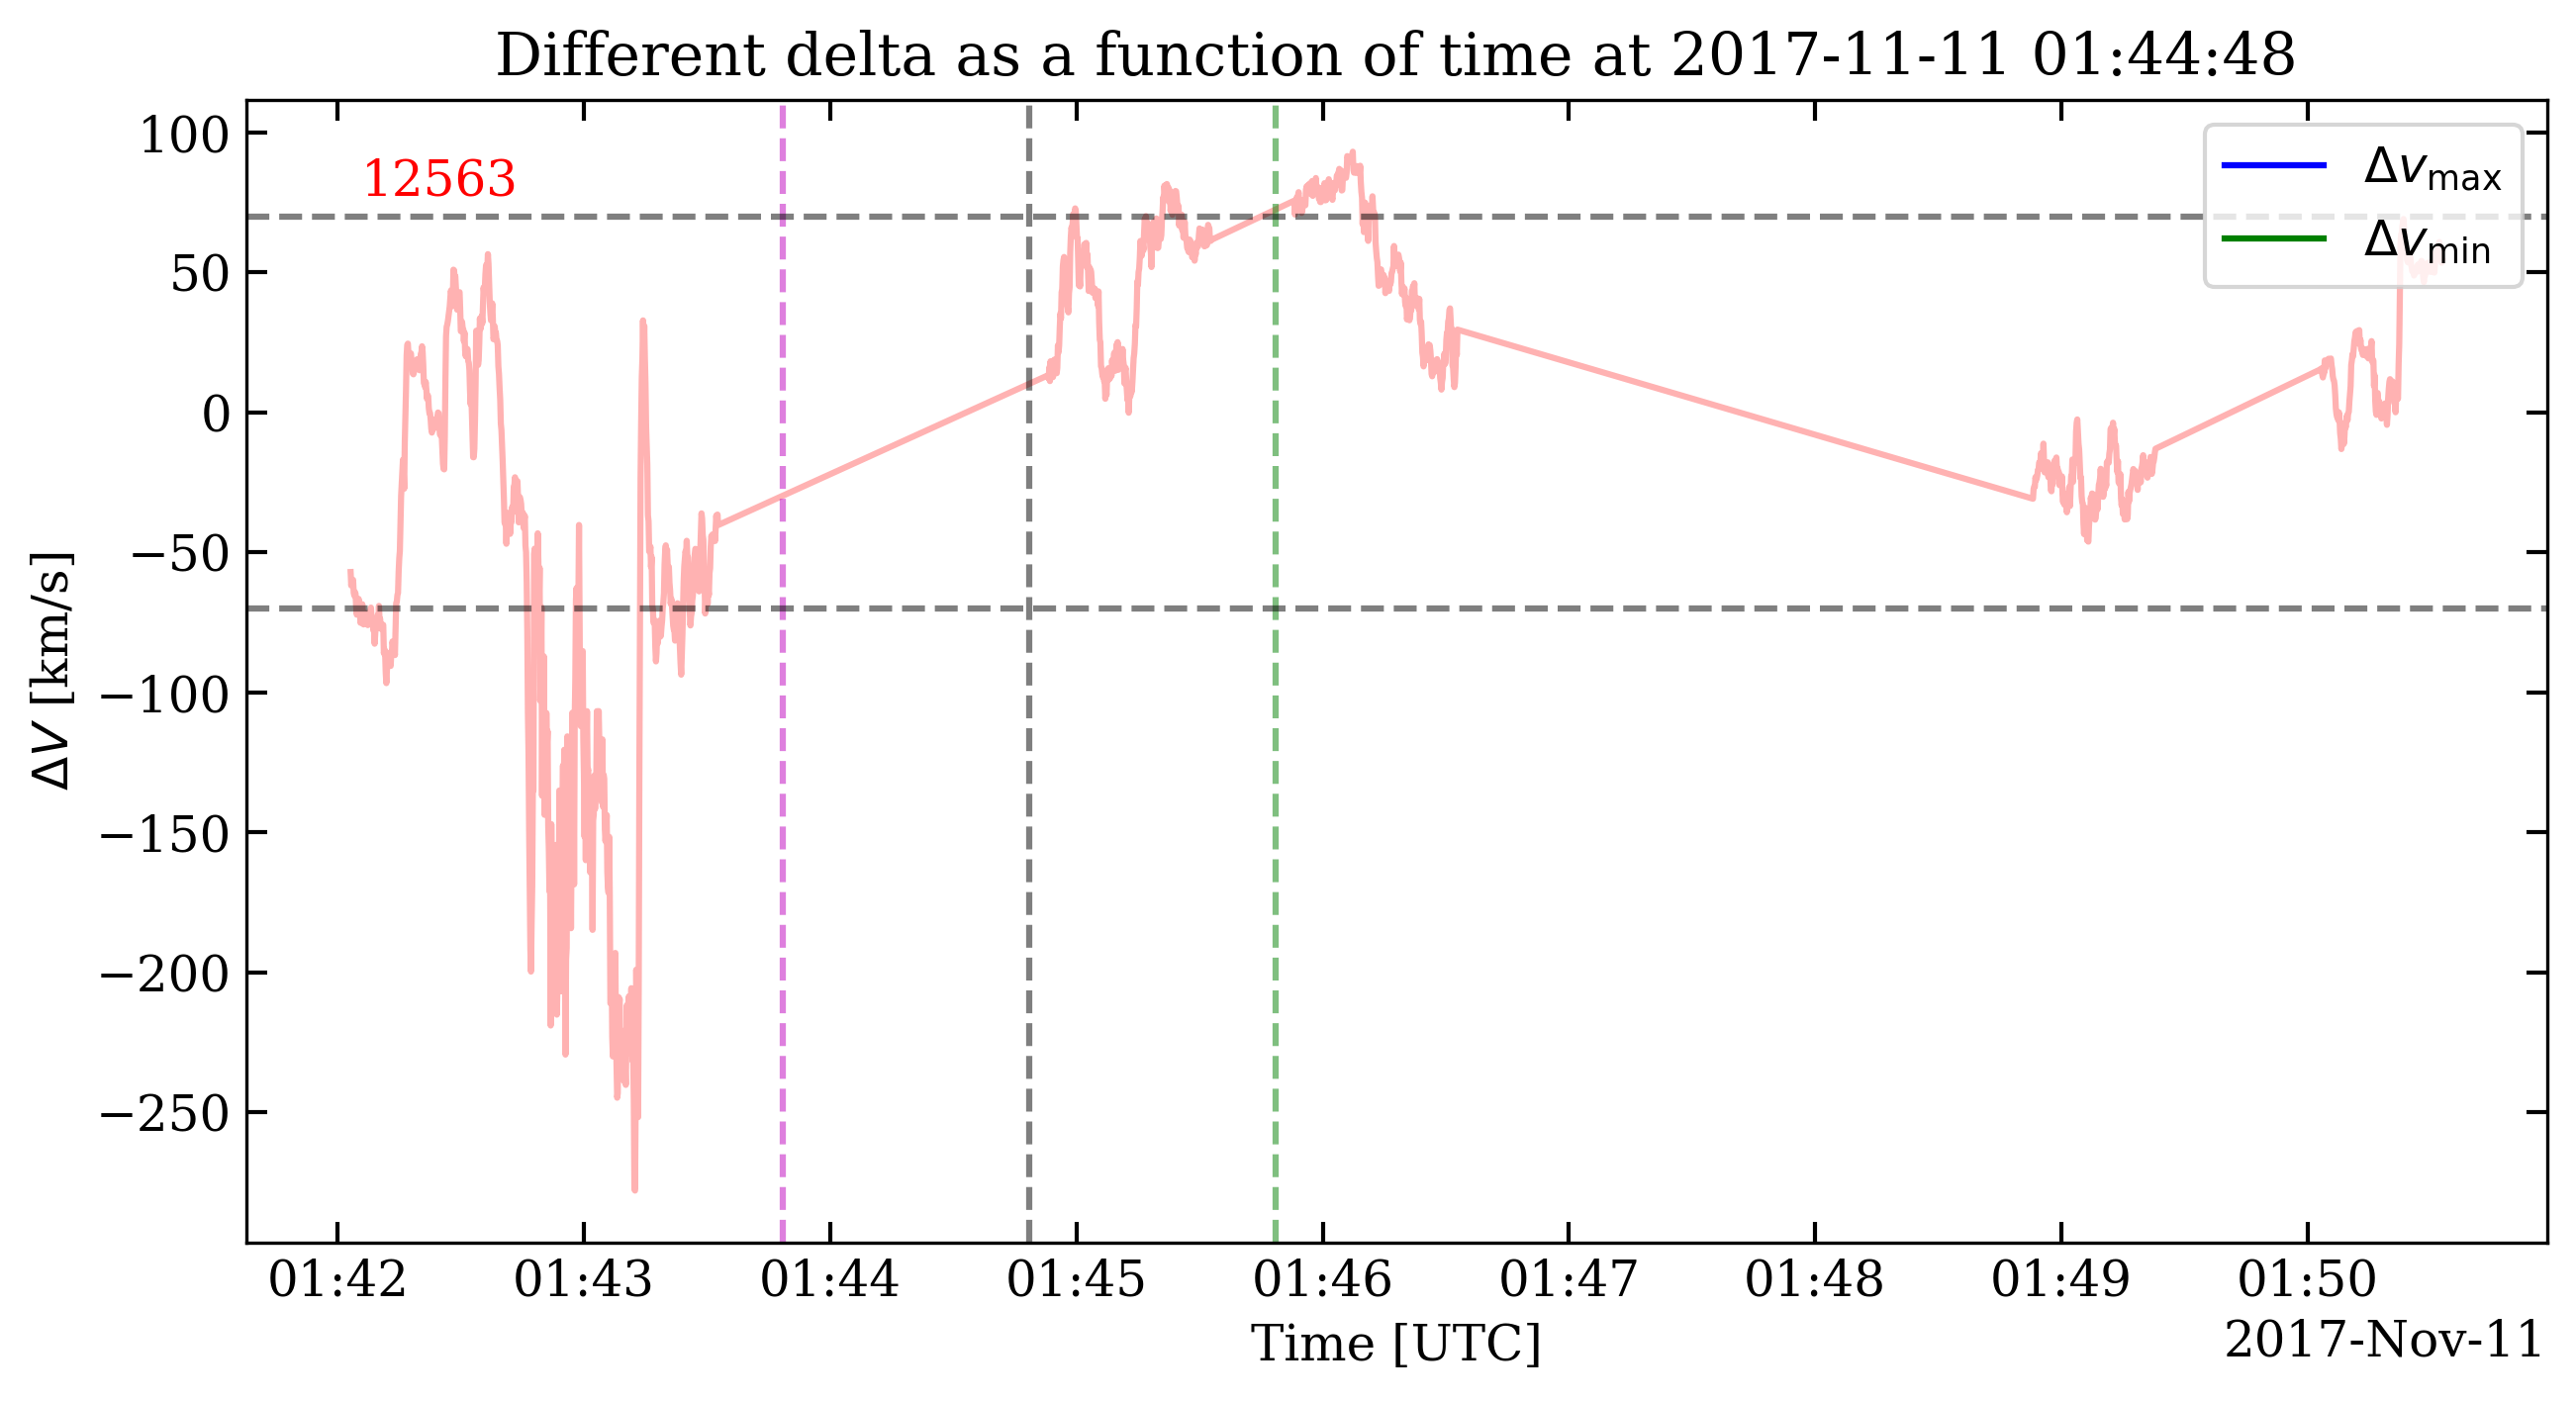 Different delta as a function of time at 2017-11-11 01:44:48
100
50
0
−50
−100
−150
−200
−250
ΔV [km/s]
12563
Δv_max
Δv_min
01:42 01:43 01:44 01:45 01:46 01:47 01:48 01:49 01:50
Time [UTC]
2017-Nov-11